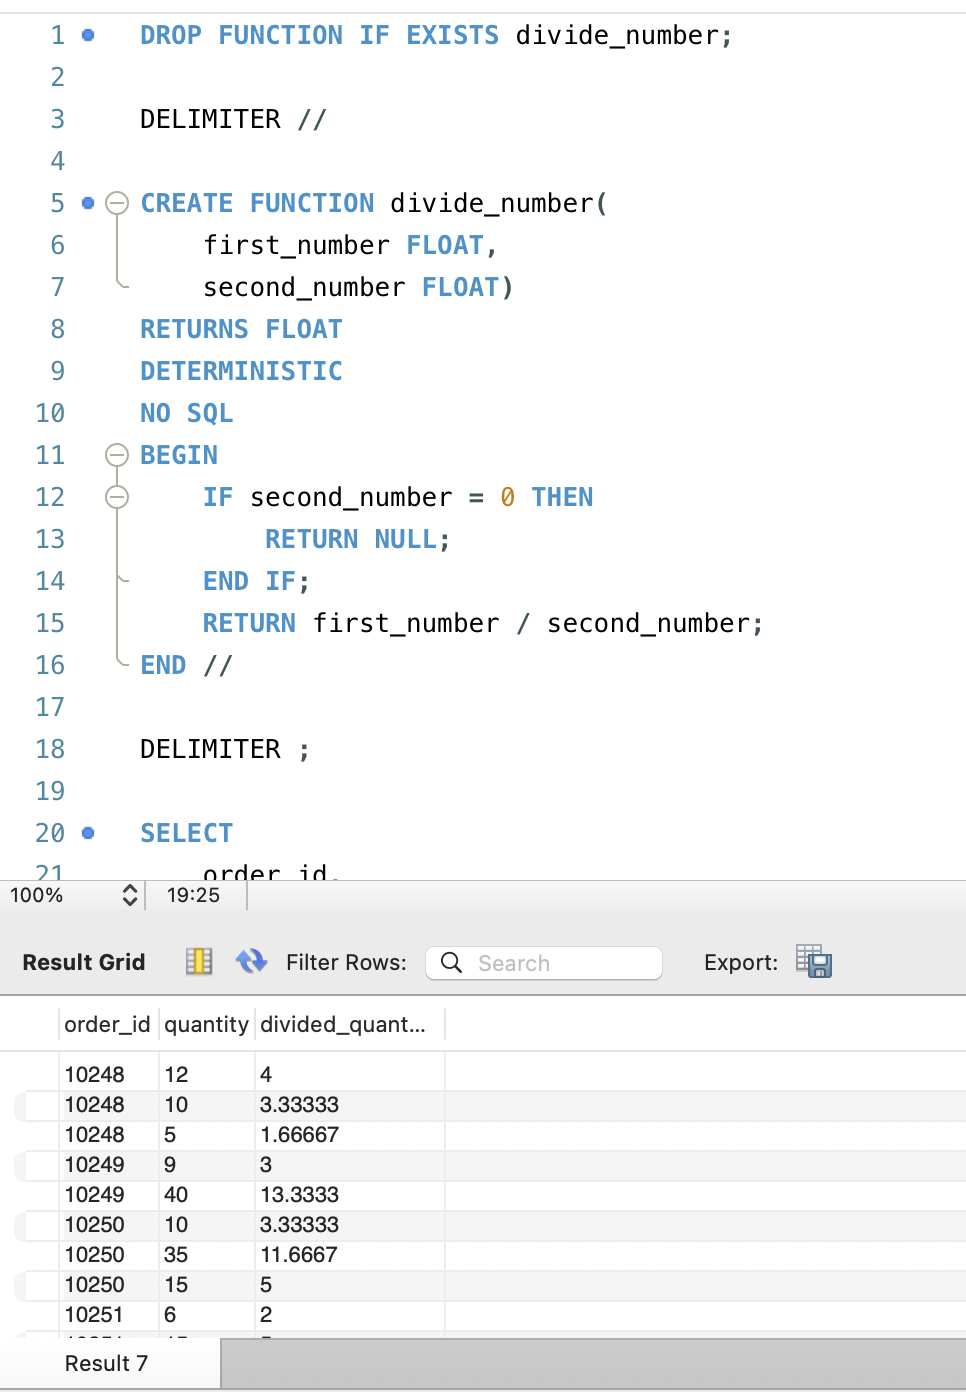 1 DROP FUNCTION IF EXISTS divide_number;
2
3 DELIMITER //
4
5 CREATE FUNCTION divide_number(
6 first_number FLOAT,
7 second_number FLOAT)
8 RETURNS FLOAT
9 DETERMINISTIC
10 NO SQL
11 BEGIN
12 IF second_number = 0 THEN
13 RETURN NULL;
14 END IF;
15 RETURN first_number / second_number;
16 END //
17
18 DELIMITER ;
19
20 SELECT
21 order_id,
100% 19:25
Result Grid Filter Rows: Search Export:
order_id quantity divided_quant...
10248 12 4
10248 10 3.33333
10248 5 1.66667
10249 9 3
10249 40 13.3333
10250 10 3.33333
10250 35 11.6667
10250 15 5
10251 6 2
Result 7